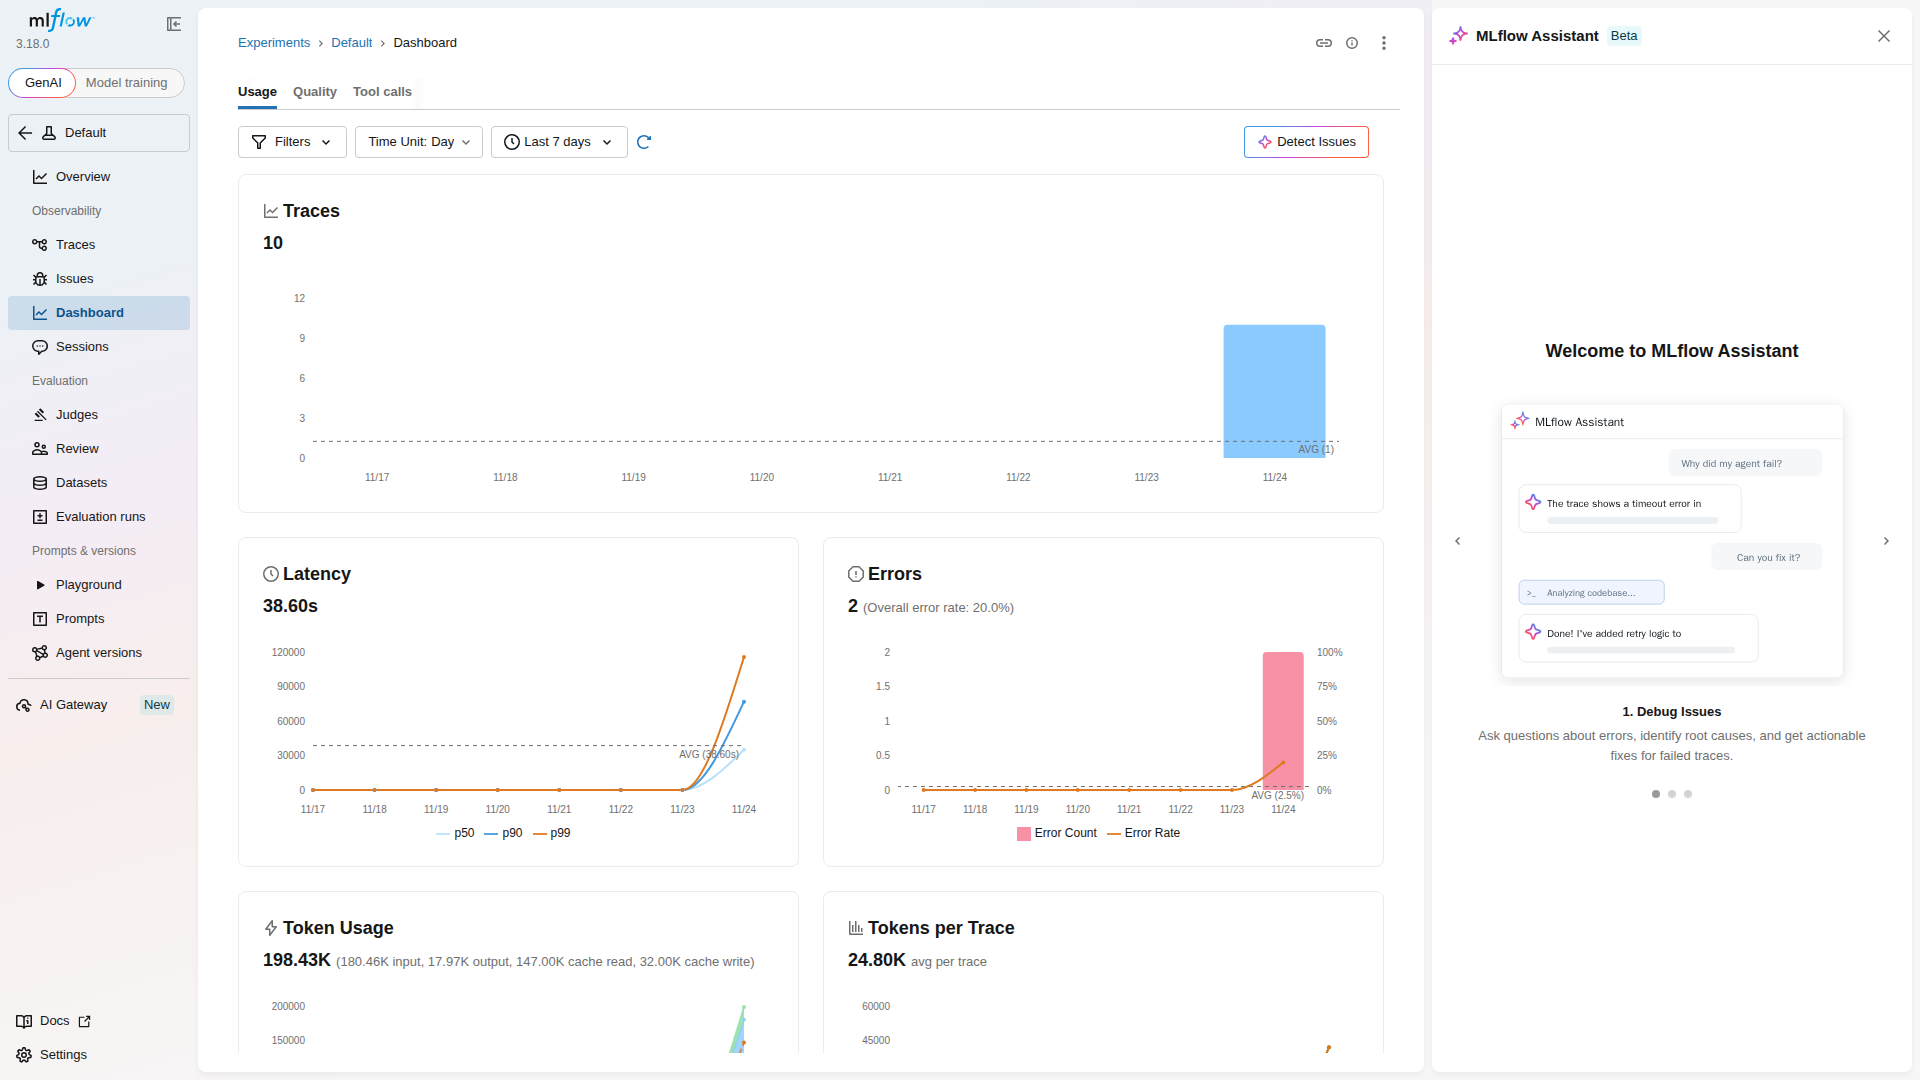 mlflow
3.18.0
GenAI
Model training
Default
Overview
Observability
Traces
Issues
Dashboard
Sessions
Evaluation
Judges
Review
Datasets
Evaluation runs
Prompts & versions
Playground
Prompts
Agent versions
AI Gateway
New
Docs
Settings
Experiments › Default › Dashboard
Usage
Quality
Tool calls
Filters
Time Unit: Day
Last 7 days
Detect Issues
Traces
10
12
9
6
3
0
AVG (1)
11/17
11/18
11/19
11/20
11/21
11/22
11/23
11/24
Latency
38.60s
120000
90000
60000
30000
0
AVG (38.60s)
11/17
11/18
11/19
11/20
11/21
11/22
11/23
11/24
p50
p90
p99
Errors
2 (Overall error rate: 20.0%)
2
1.5
1
0.5
0
100%
75%
50%
25%
0%
AVG (2.5%)
11/17
11/18
11/19
11/20
11/21
11/22
11/23
11/24
Error Count
Error Rate
Token Usage
198.43K (180.46K input, 17.97K output, 147.00K cache read, 32.00K cache write)
200000
150000
Tokens per Trace
24.80K avg per trace
60000
45000
MLflow Assistant
Beta
Welcome to MLflow Assistant
MLflow Assistant
Why did my agent fail?
The trace shows a timeout error in
Can you fix it?
>_ Analyzing codebase...
Done! I've added retry logic to
1. Debug Issues
Ask questions about errors, identify root causes, and get actionable
fixes for failed traces.